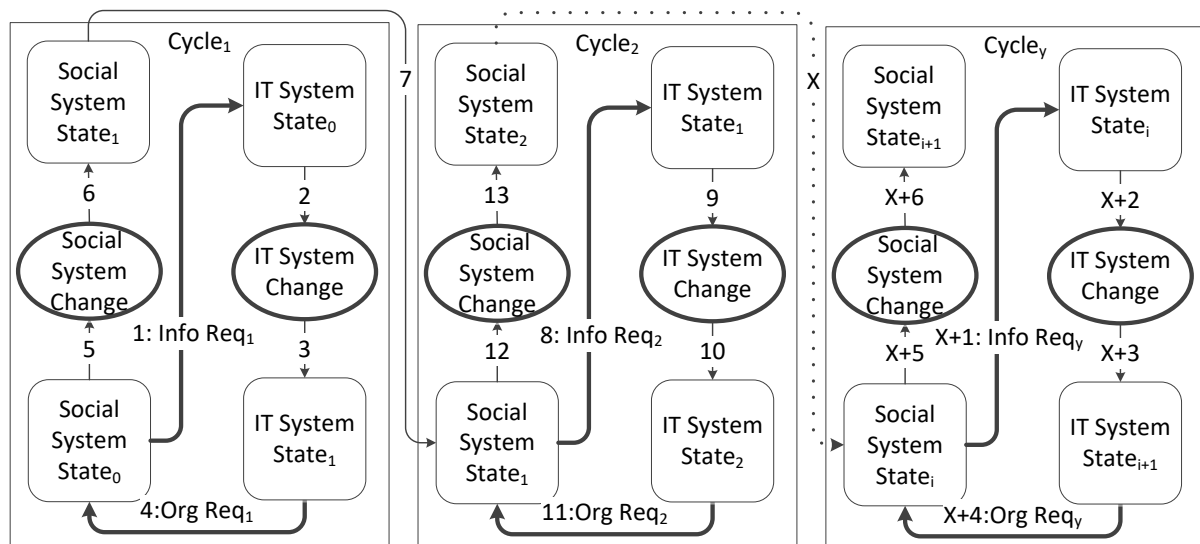 Cycle₁
Social
System
State₁
IT System
State₀
6
2
Social
System
Change
IT System
Change
5
1: Info Req₁
3
Social
System
State₀
IT System
State₁
4:Org Req₁
7
Cycle₂
Social
System
State₂
IT System
State₁
13
9
Social
System
Change
IT System
Change
12
8: Info Req₂
10
Social
System
State₁
IT System
State₂
11:Org Req₂
X
Cycleᵧ
Social
System
Stateᵢ₊₁
IT System
Stateᵢ
X+6
X+2
Social
System
Change
IT System
Change
X+5
X+1: Info Reqᵧ
X+3
Social
System
Stateᵢ
IT System
Stateᵢ₊₁
X+4:Org Reqᵧ